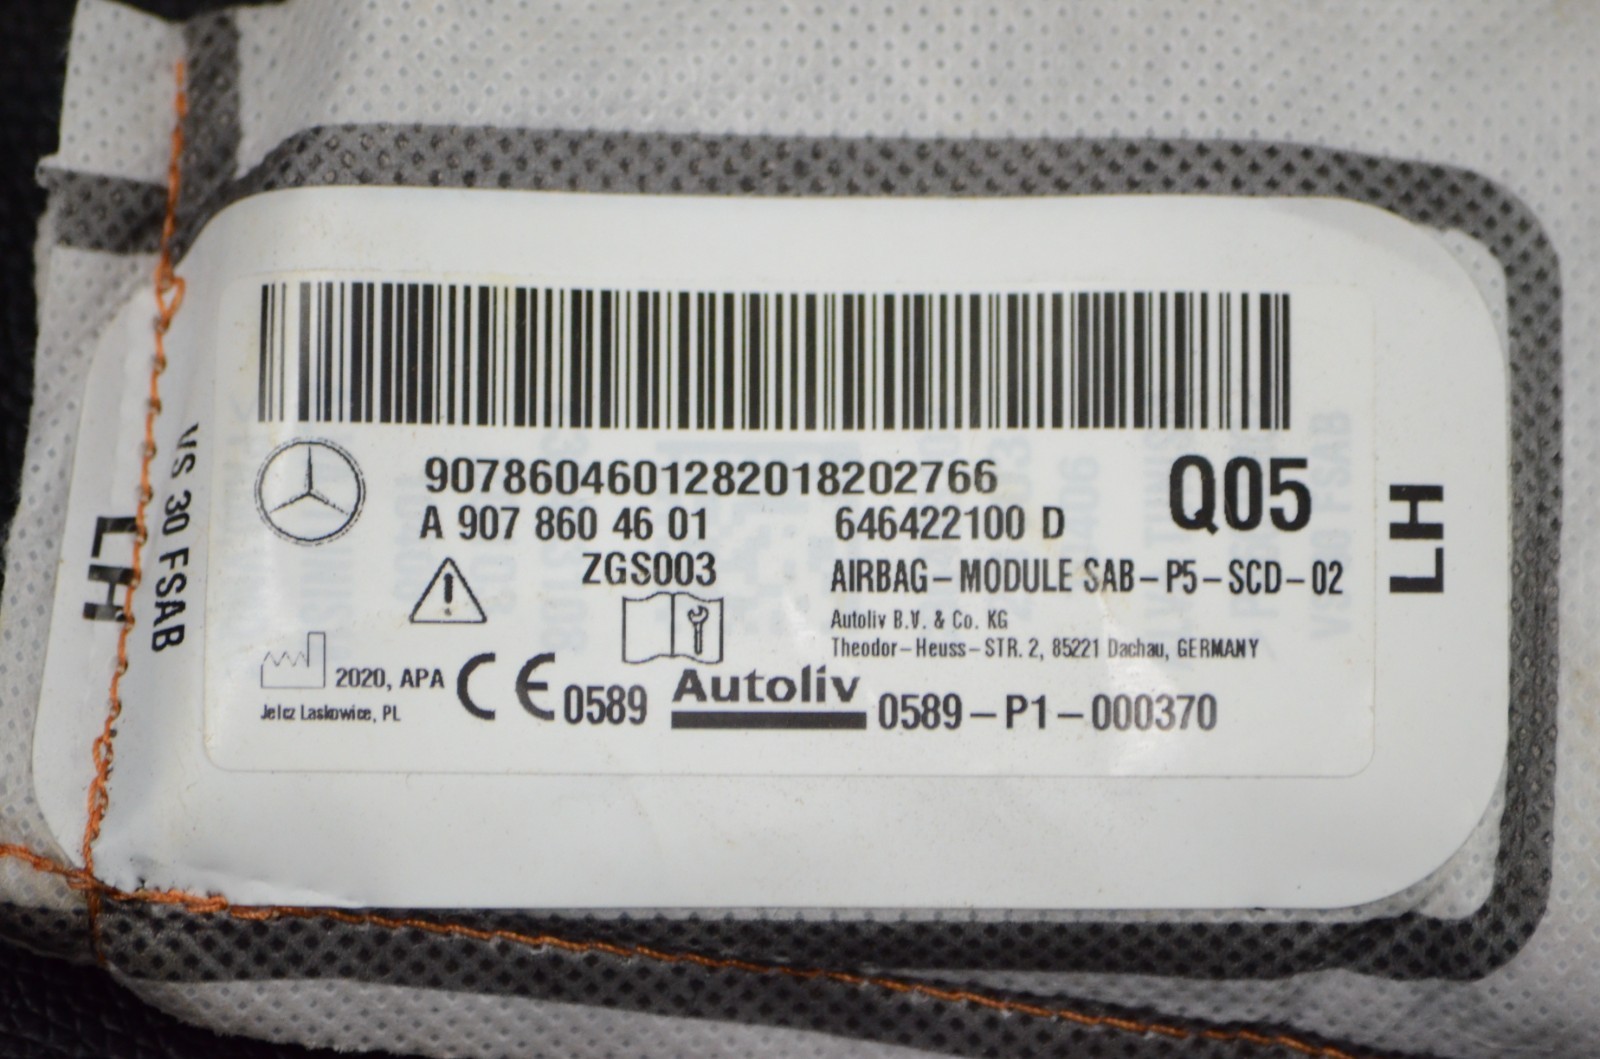 9078604601282018202766
A 907 860 46 01
646422100 D
Q05
ZGS003
AIRBAG-MODULE SAB-P5-SCD-02
Autoliv B.V. & Co. KG
Theodor-Heuss-STR. 2, 85221 Dachau, GERMANY
2020, APA
CE 0589
Autoliv
0589-P1-000370
Jelcz Laskowice, PL
LH
VS 30 FSAB
LH